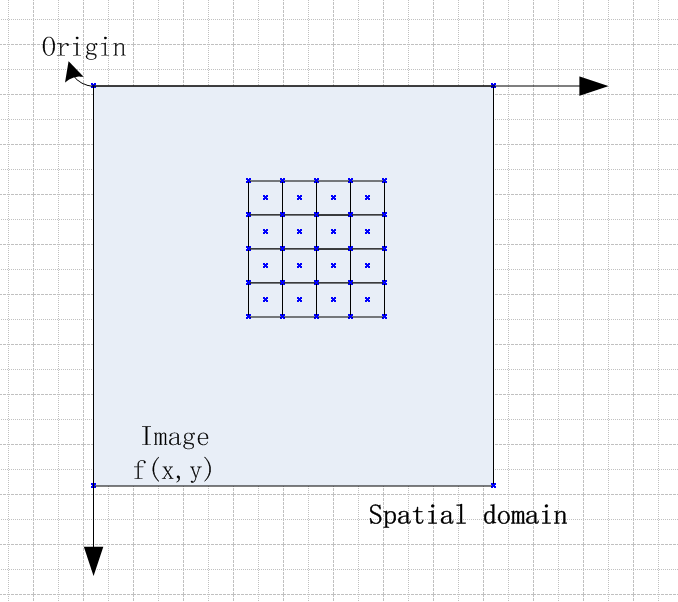 Origin
Image
f(x,y)
Spatial domain